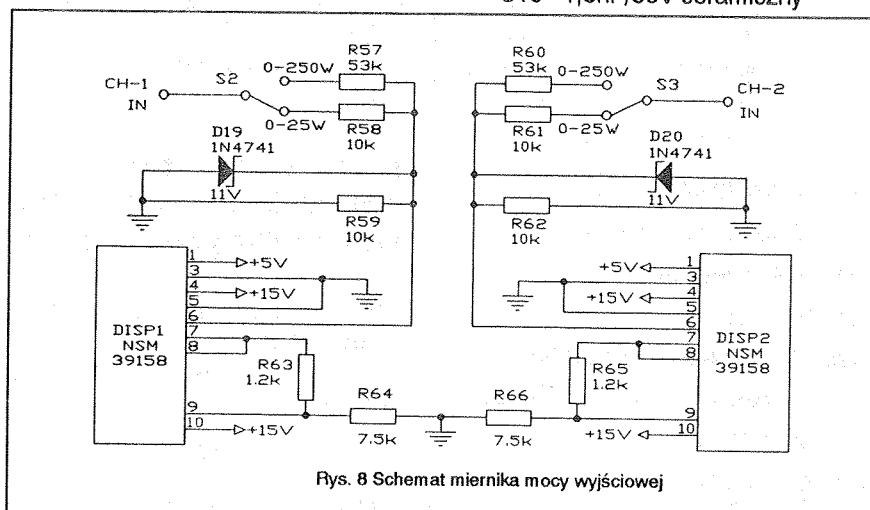 R57
53k
0-250W
S2
CH-1
IN
0-25W
R58
10k
D19
1N4741
11V
R59
10k
R60
53k
0-250W
S3
CH-2
IN
R61
0-25W
10k
D20
1N4741
11V
R62
10k
1
+5V
3
4
+15V
5
6
7
8
DISP1
NSM
39158
R63
1.2k
9
10
+15V
R64
7.5k
R66
7.5k
+5V
1
3
+15V
4
5
6
7
8
DISP2
NSM
39158
R65
1.2k
9
+15V
10
Rys. 8 Schemat miernika mocy wyjściowej